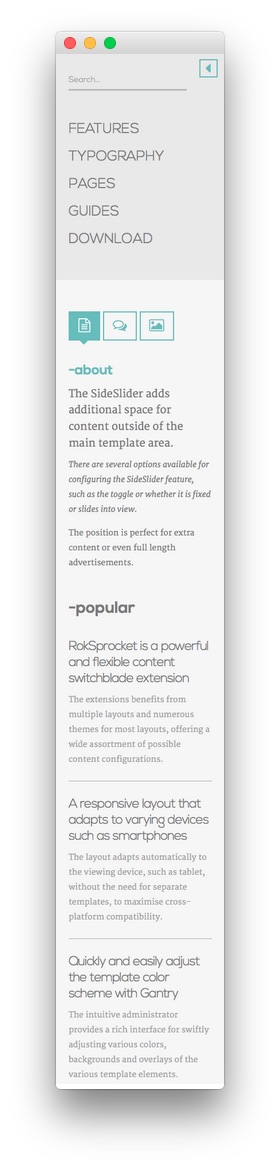 Search...
FEATURES
TYPOGRAPHY
PAGES
GUIDES
DOWNLOAD
-about
The SideSlider adds
additional space for
content outside of the
main template area.
There are several options available for
configuring the SideSlider feature,
such as the toggle or whether it is fixed
or slides into view.
The position is perfect for extra
content or even full length
advertisements.
-popular
RokSprocket is a powerful
and flexible content
switchblade extension
The extensions benefits from
multiple layouts and numerous
themes for most layouts, offering a
wide assortment of possible
content configurations.
A responsive layout that
adapts to varying devices
such as smartphones
The layout adapts automatically to
the viewing device, such as tablet,
without the need for separate
templates, to maximise cross-
platform compatibility.
Quickly and easily adjust
the template color
scheme with Gantry
The intuitive administrator
provides a rich interface for swiftly
adjusting various colors,
backgrounds and overlays of the
various template elements.